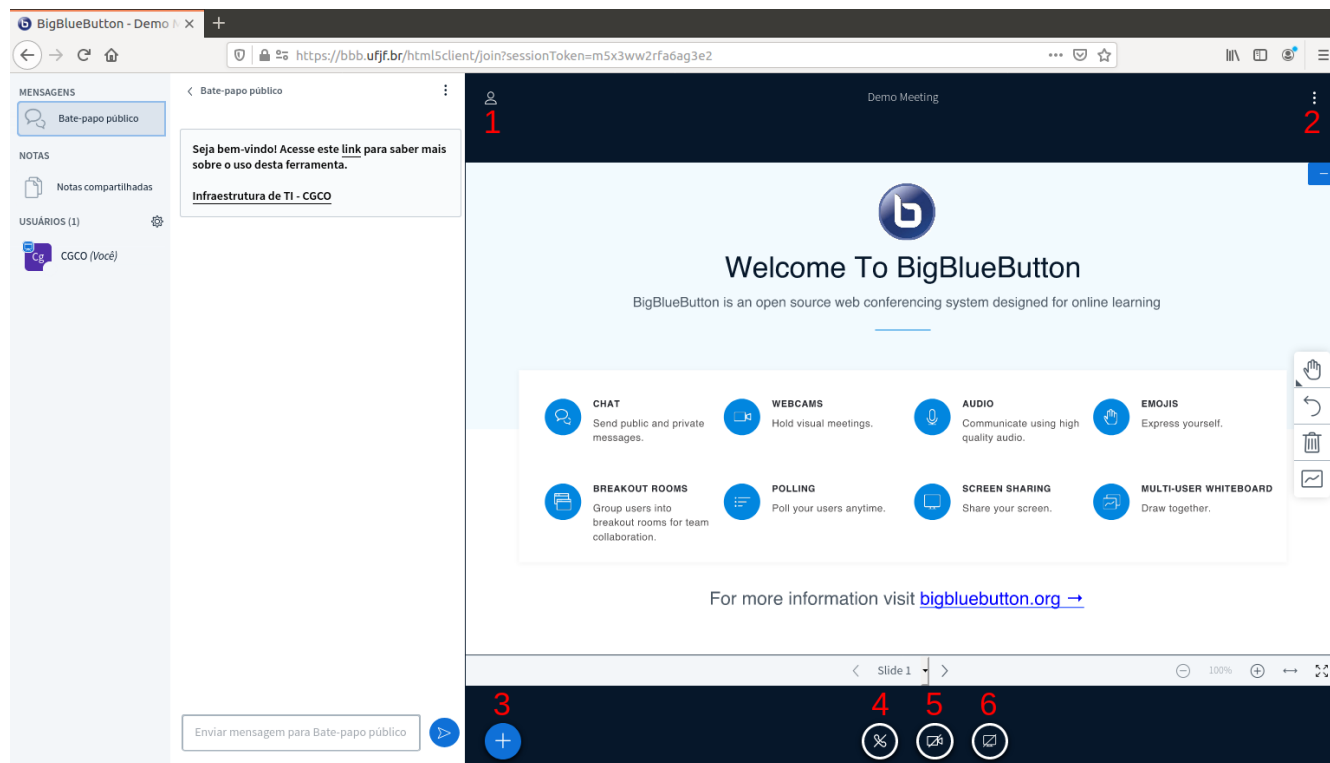 BigBlueButton - Demo M
https://bbb.ufjf.br/html5client/join?sessionToken=m5x3ww2rfa6ag3e2
MENSAGENS
Bate-papo público
NOTAS
Notas compartilhadas
USUÁRIOS (1)
Cg
CGCO (Você)
Bate-papo público
Seja bem-vindo! Acesse este link para saber mais
sobre o uso desta ferramenta.
Infraestrutura de TI - CGCO
Enviar mensagem para Bate-papo público
1
Demo Meeting
2
b
Welcome To BigBlueButton
BigBlueButton is an open source web conferencing system designed for online learning
CHAT
Send public and private
messages.
WEBCAMS
Hold visual meetings.
AUDIO
Communicate using high
quality audio.
EMOJIS
Express yourself.
BREAKOUT ROOMS
Group users into
breakout rooms for team
collaboration.
POLLING
Poll your users anytime.
SCREEN SHARING
Share your screen.
MULTI-USER WHITEBOARD
Draw together.
For more information visit bigbluebutton.org →
Slide 1
100%
3
4
5
6